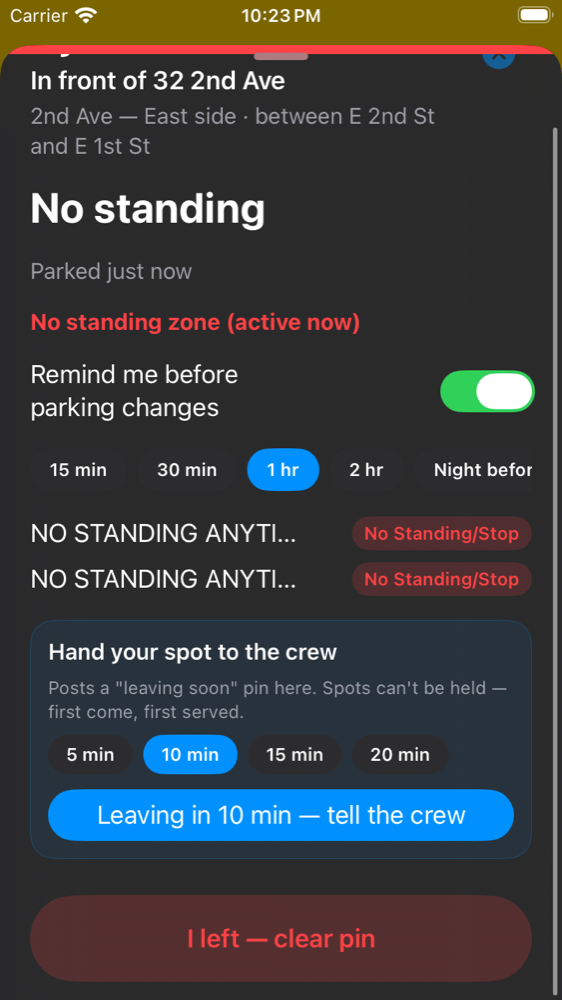 Carrier
10:23 PM
In front of 32 2nd Ave
2nd Ave — East side · between E 2nd St
and E 1st St
No standing
Parked just now
No standing zone (active now)
Remind me before
parking changes
15 min 30 min 1 hr 2 hr Night befor
NO STANDING ANYTI... No Standing/Stop
NO STANDING ANYTI... No Standing/Stop
Hand your spot to the crew
Posts a "leaving soon" pin here. Spots can't be held —
first come, first served.
5 min 10 min 15 min 20 min
Leaving in 10 min — tell the crew
I left — clear pin